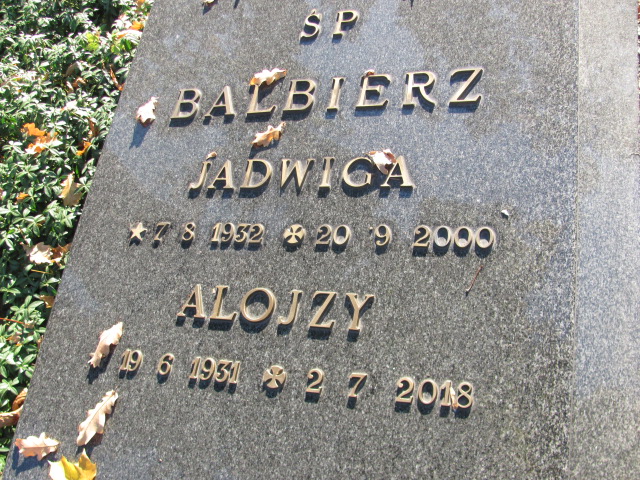 ŚP
BALBIERZ
JADWIGA
* 7 8 1932 ✠ 20 9 2000
ALOJZY
19 6 1931 ✠ 2 7 2018